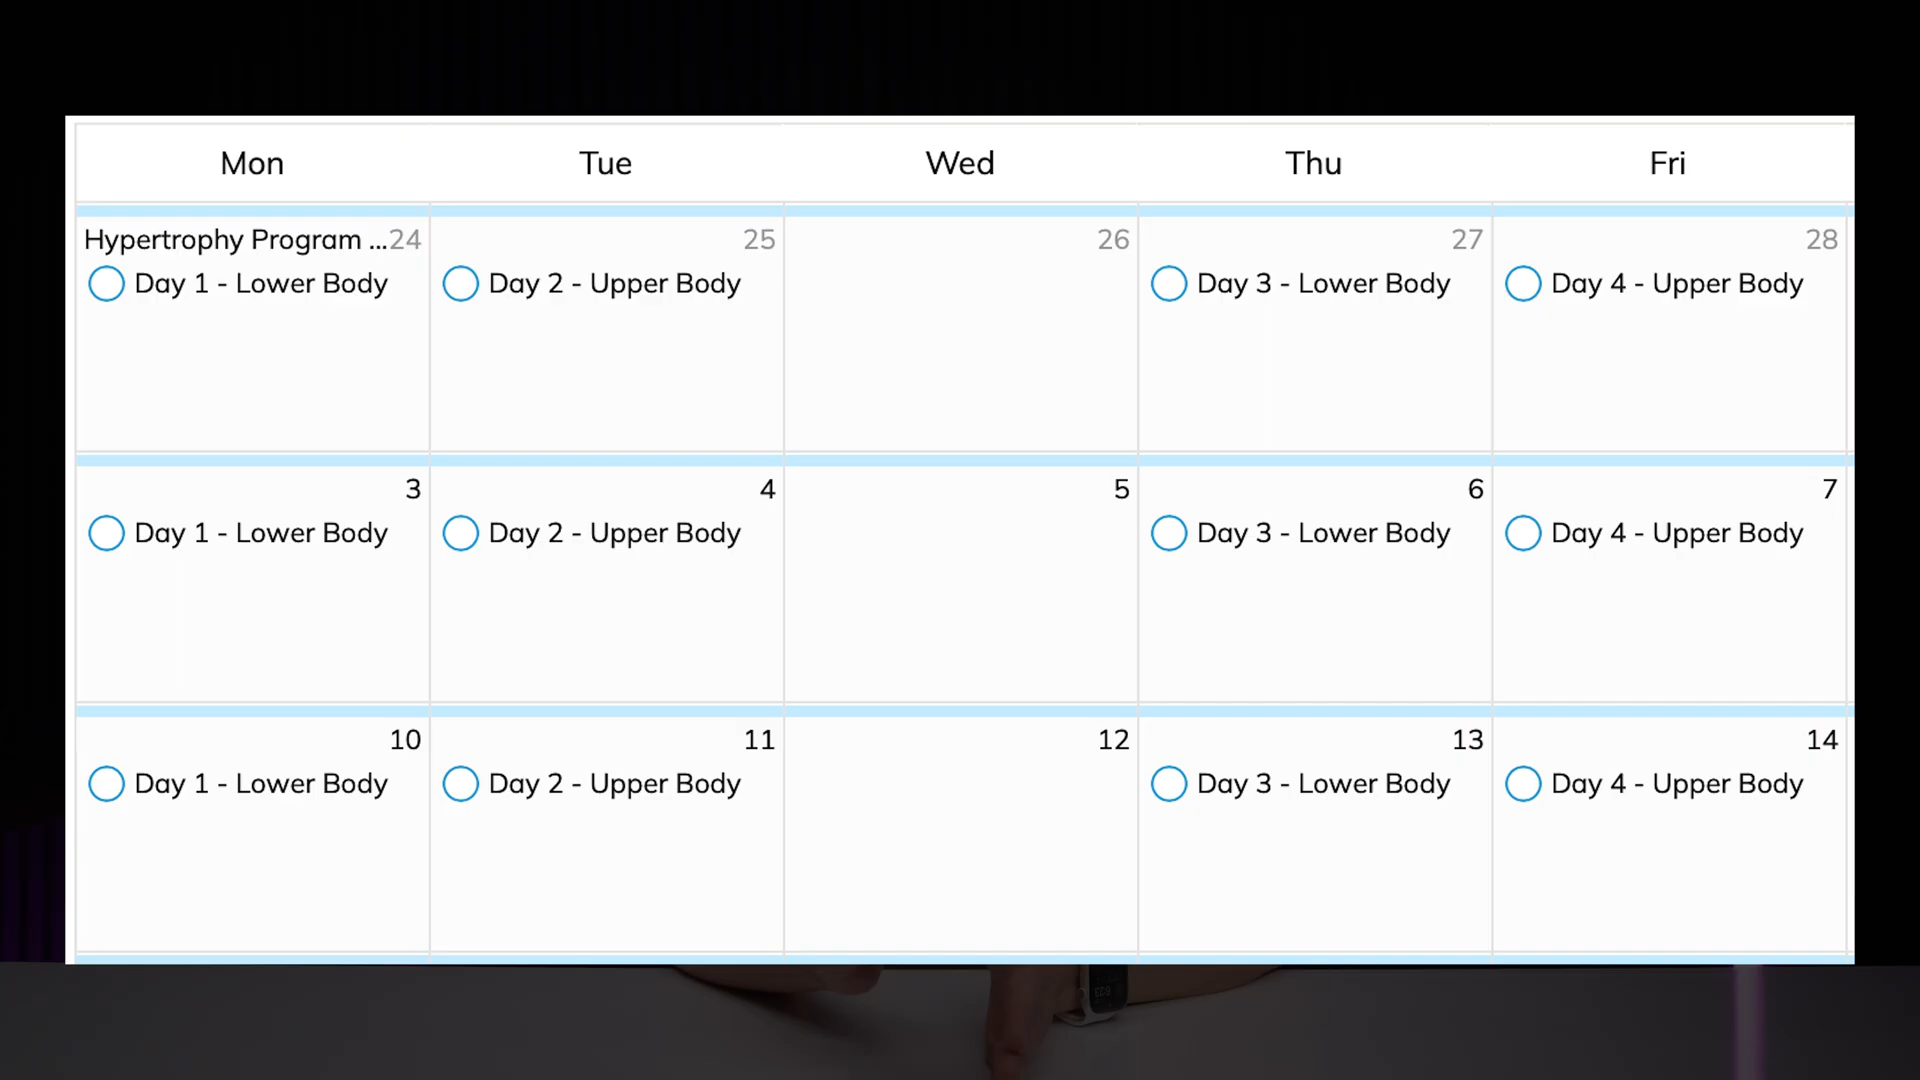 Mon Tue Wed Thu Fri
Hypertrophy Program ... 24 25 26 27 28
Day 1 - Lower Body Day 2 - Upper Body Day 3 - Lower Body Day 4 - Upper Body
3 4 5 6 7
Day 1 - Lower Body Day 2 - Upper Body Day 3 - Lower Body Day 4 - Upper Body
10 11 12 13 14
Day 1 - Lower Body Day 2 - Upper Body Day 3 - Lower Body Day 4 - Upper Body